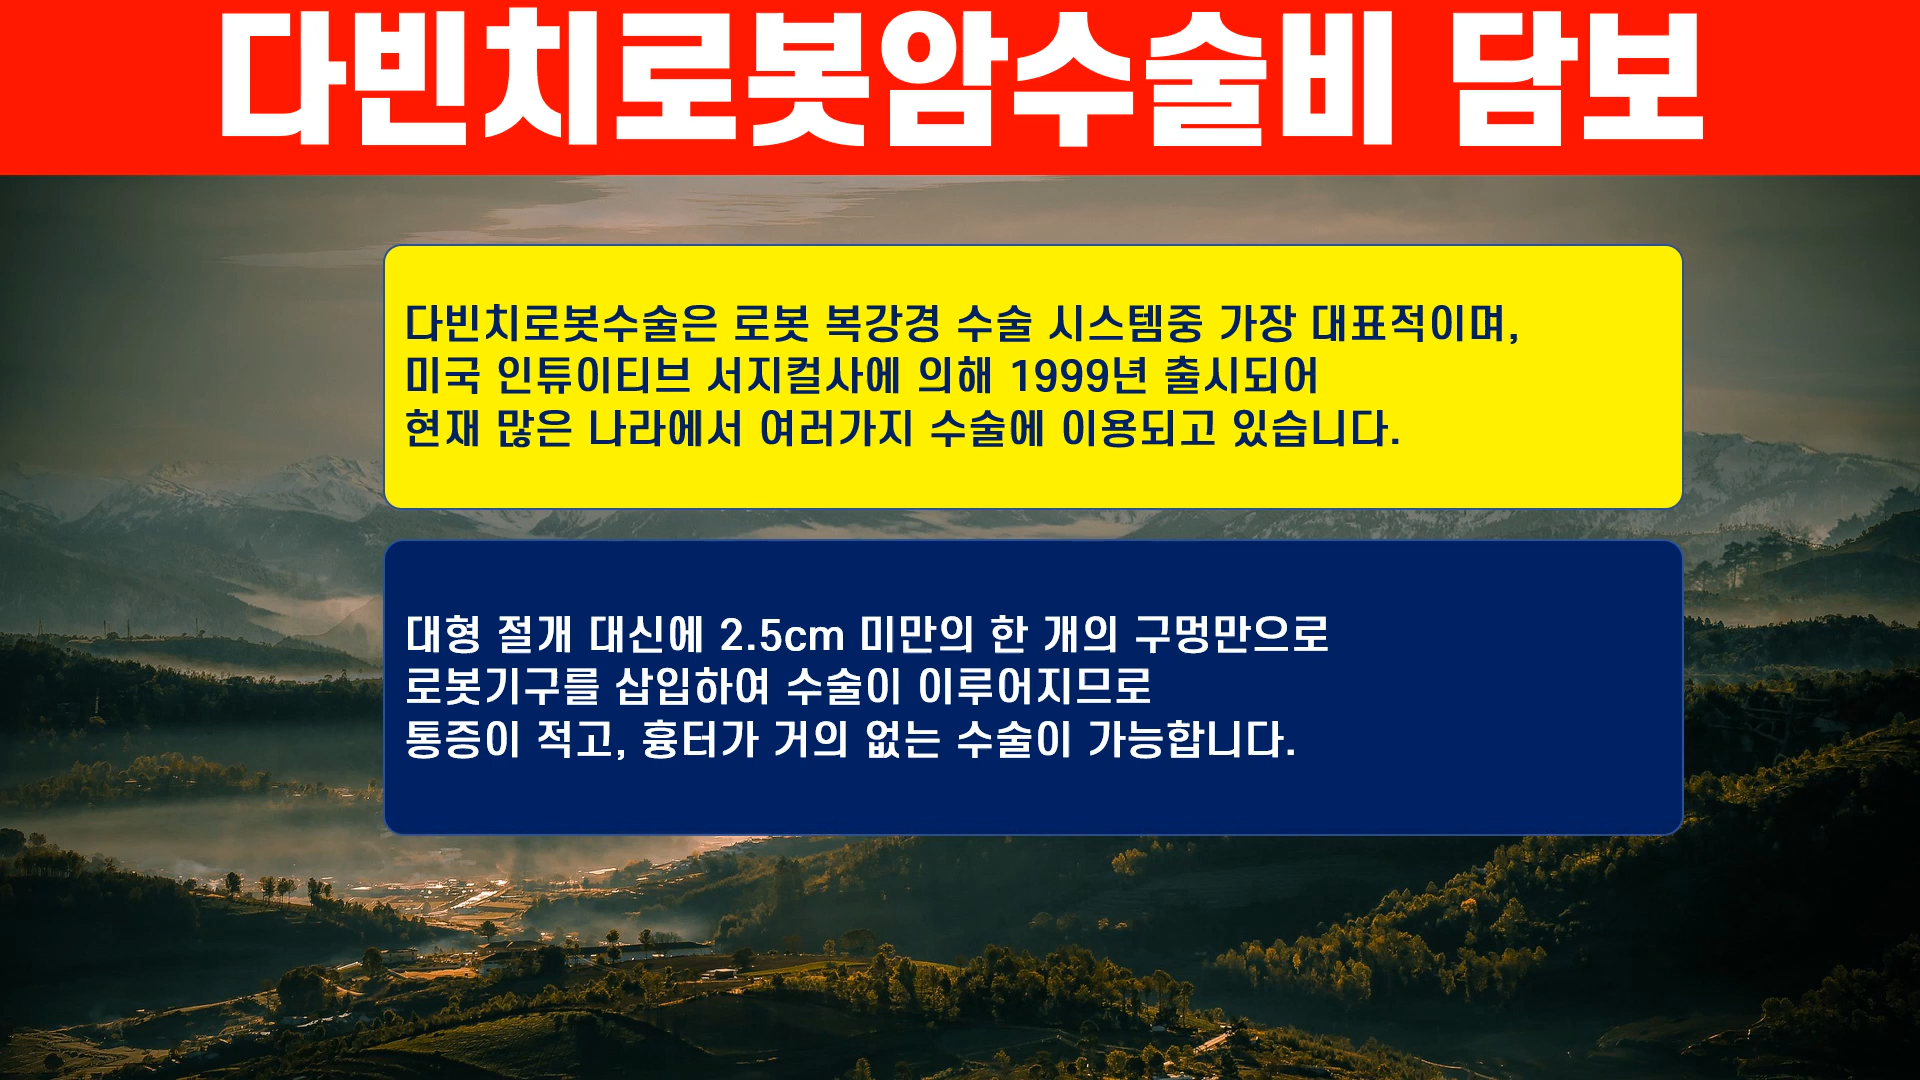 다빈치로봇암수술비 담보
다빈치로봇수술은 로봇 복강경 수술 시스템중 가장 대표적이며,
미국 인튜이티브 서지컬사에 의해 1999년 출시되어
현재 많은 나라에서 여러가지 수술에 이용되고 있습니다.
대형 절개 대신에 2.5cm 미만의 한 개의 구멍만으로
로봇기구를 삽입하여 수술이 이루어지므로
통증이 적고, 흉터가 거의 없는 수술이 가능합니다.